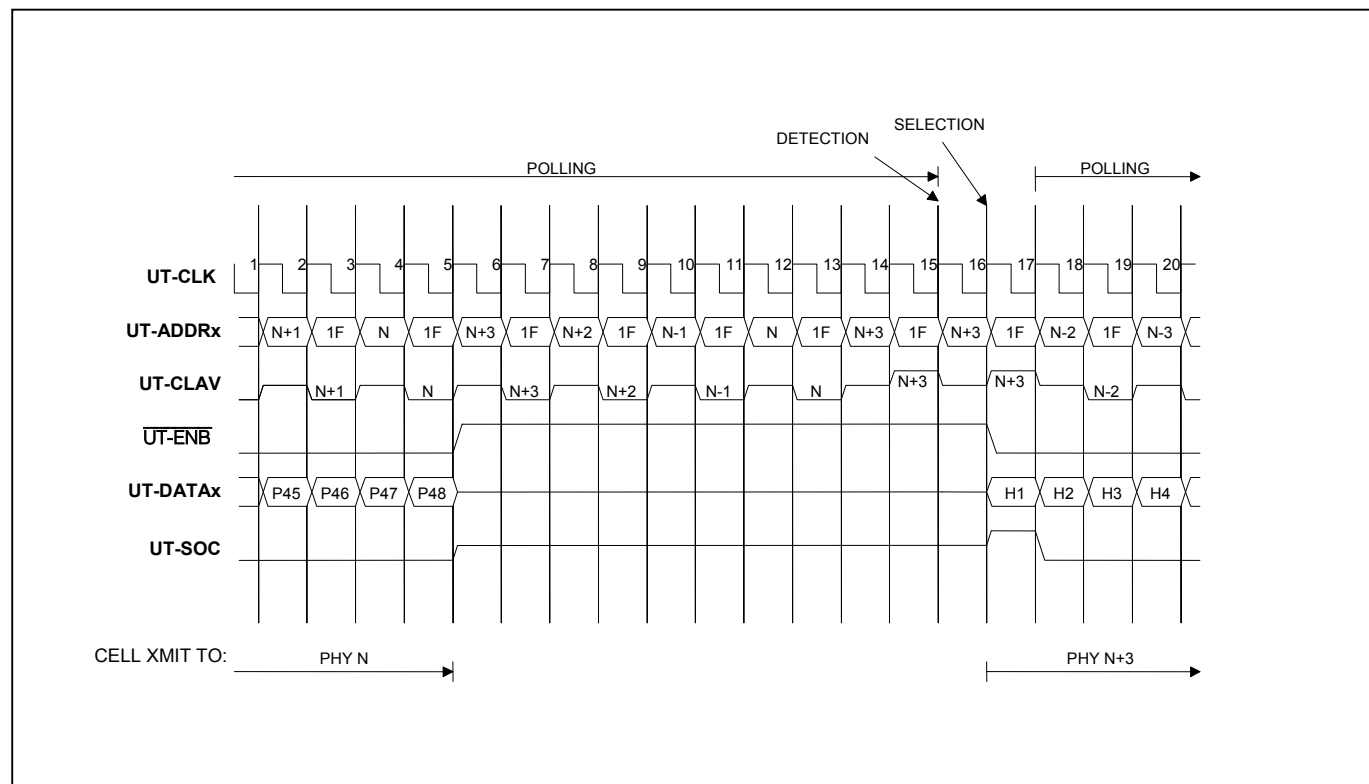 SELECTION
DETECTION
POLLING POLLING
UT-CLK 1 2 3 4 5 6 7 8 9 10 11 12 13 14 15 16 17 18 19 20
UT-ADDRx N+1 1F N 1F N+3 1F N+2 1F N-1 1F N 1F N+3 1F N+3 1F N-2 1F N-3
UT-CLAV N+1 N N+3 N+2 N-1 N N+3 N+3 N-2
UT-ENB
UT-DATAx P45 P46 P47 P48 H1 H2 H3 H4
UT-SOC
CELL XMIT TO: PHY N PHY N+3